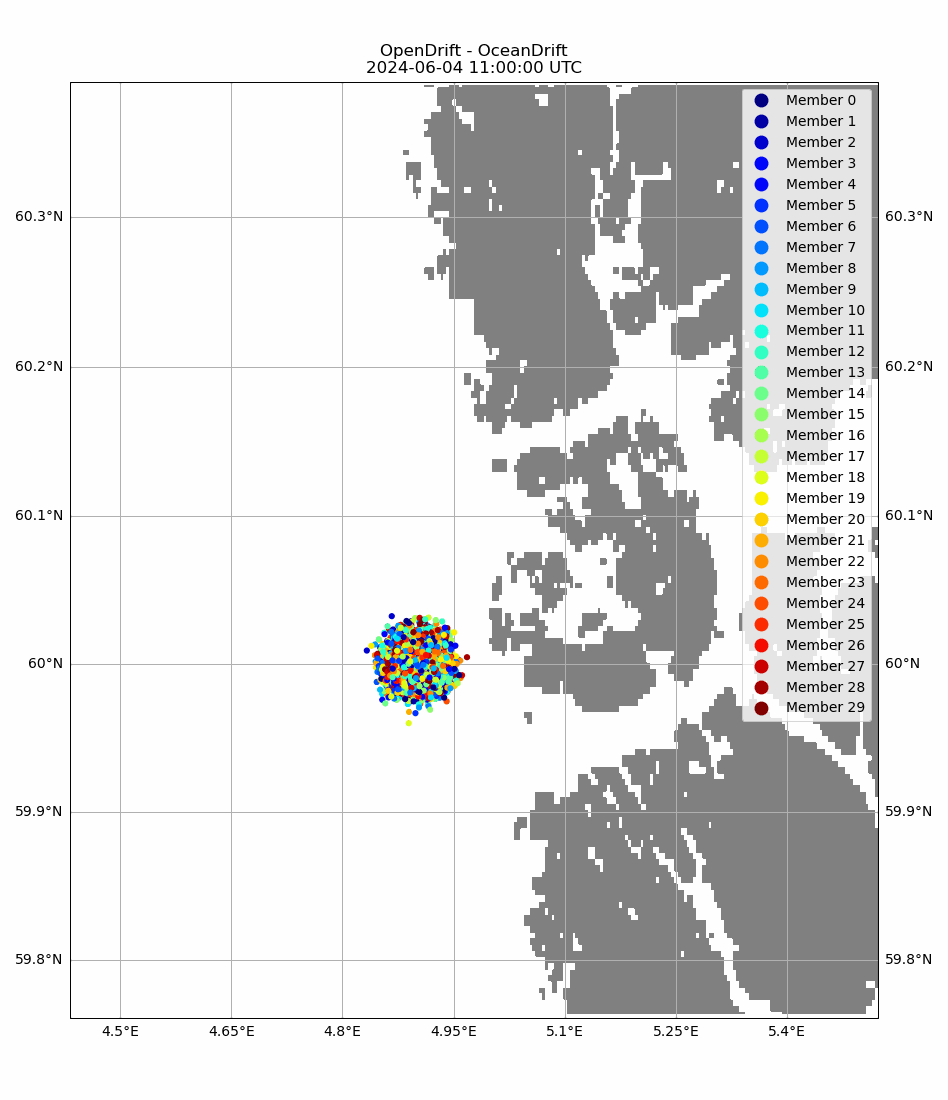 OpenDrift - OceanDrift
2024-06-04 11:00:00 UTC
Member 0
Member 1
Member 2
Member 3
Member 4
Member 5
Member 6
Member 7
Member 8
Member 9
Member 10
Member 11
Member 12
Member 13
Member 14
Member 15
Member 16
Member 17
Member 18
Member 19
Member 20
Member 21
Member 22
Member 23
Member 24
Member 25
Member 26
Member 27
Member 28
Member 29
60.3°N 60.3°N
60.2°N 60.2°N
60.1°N 60.1°N
60°N 60°N
59.9°N 59.9°N
59.8°N 59.8°N
4.5°E 4.65°E 4.8°E 4.95°E 5.1°E 5.25°E 5.4°E